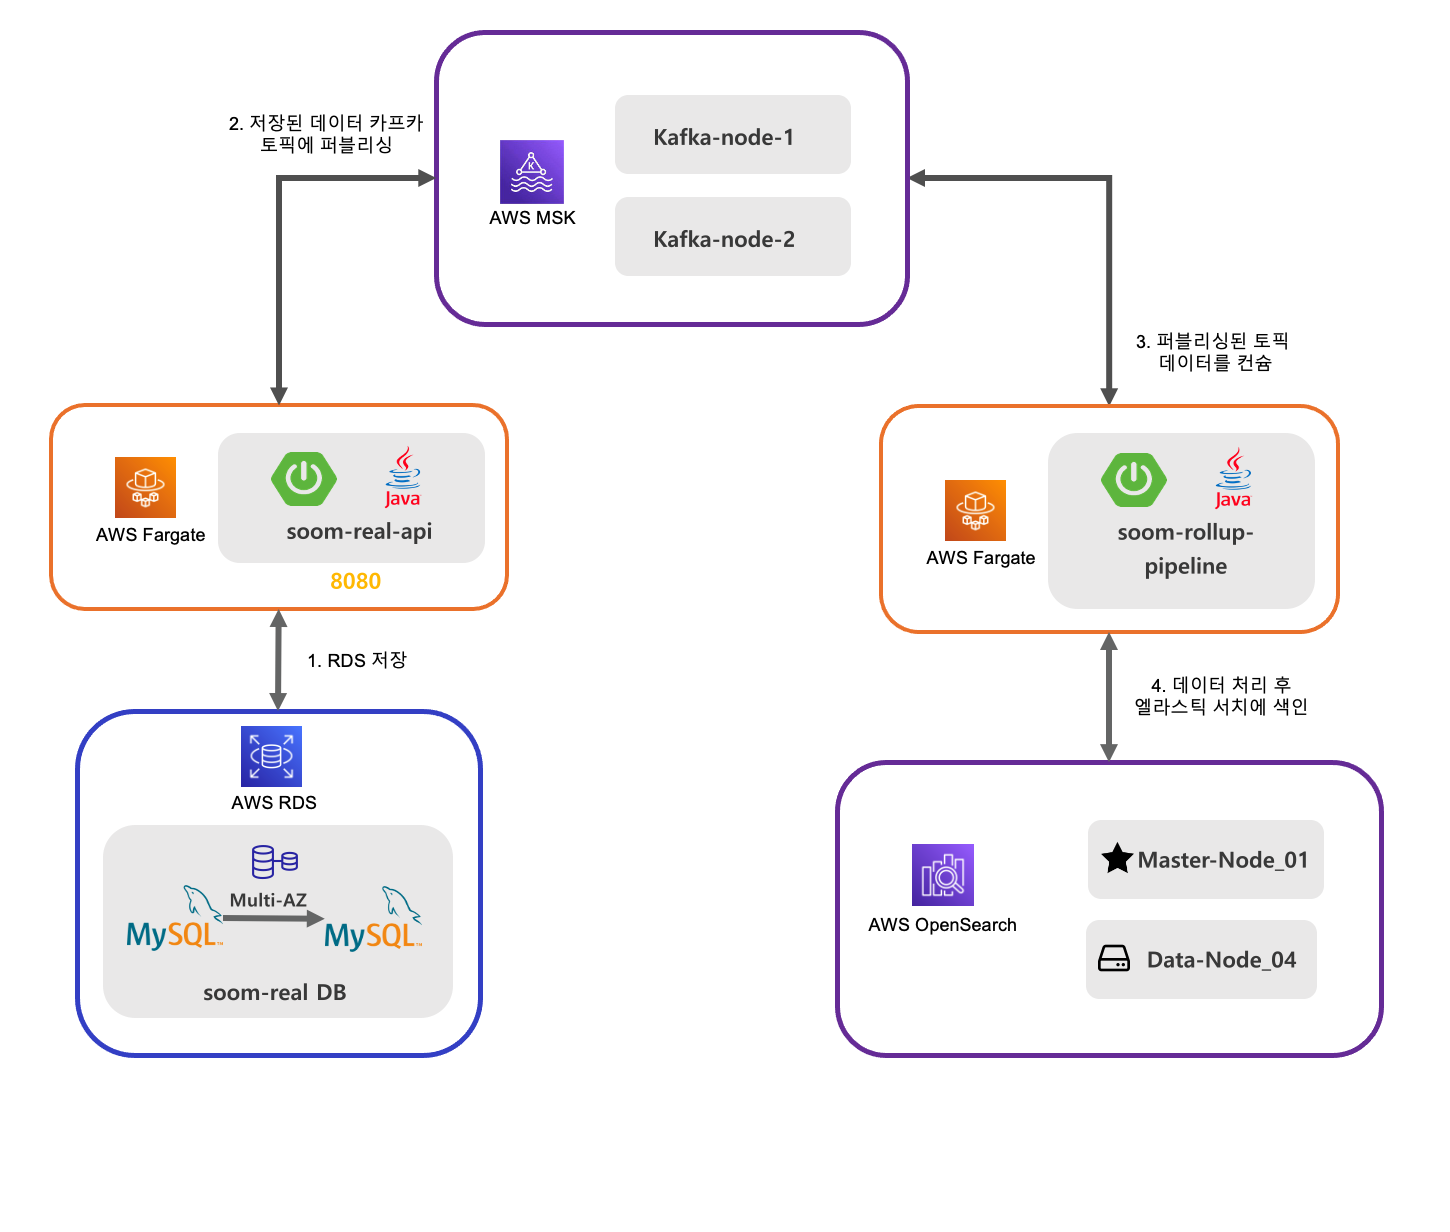 2. 저장된 데이터 카프카
토픽에 퍼블리싱
K
AWS MSK
Kafka-node-1
Kafka-node-2
3. 퍼블리싱된 토픽
데이터를 컨슘
AWS Fargate
Java
soom-real-api
8080
AWS Fargate
Java
soom-rollup-
pipeline
1. RDS 저장
4. 데이터 처리 후
엘라스틱 서치에 색인
AWS RDS
Multi-AZ
MySQL™
MySQL™
soom-real DB
AWS OpenSearch
Master-Node_01
Data-Node_04